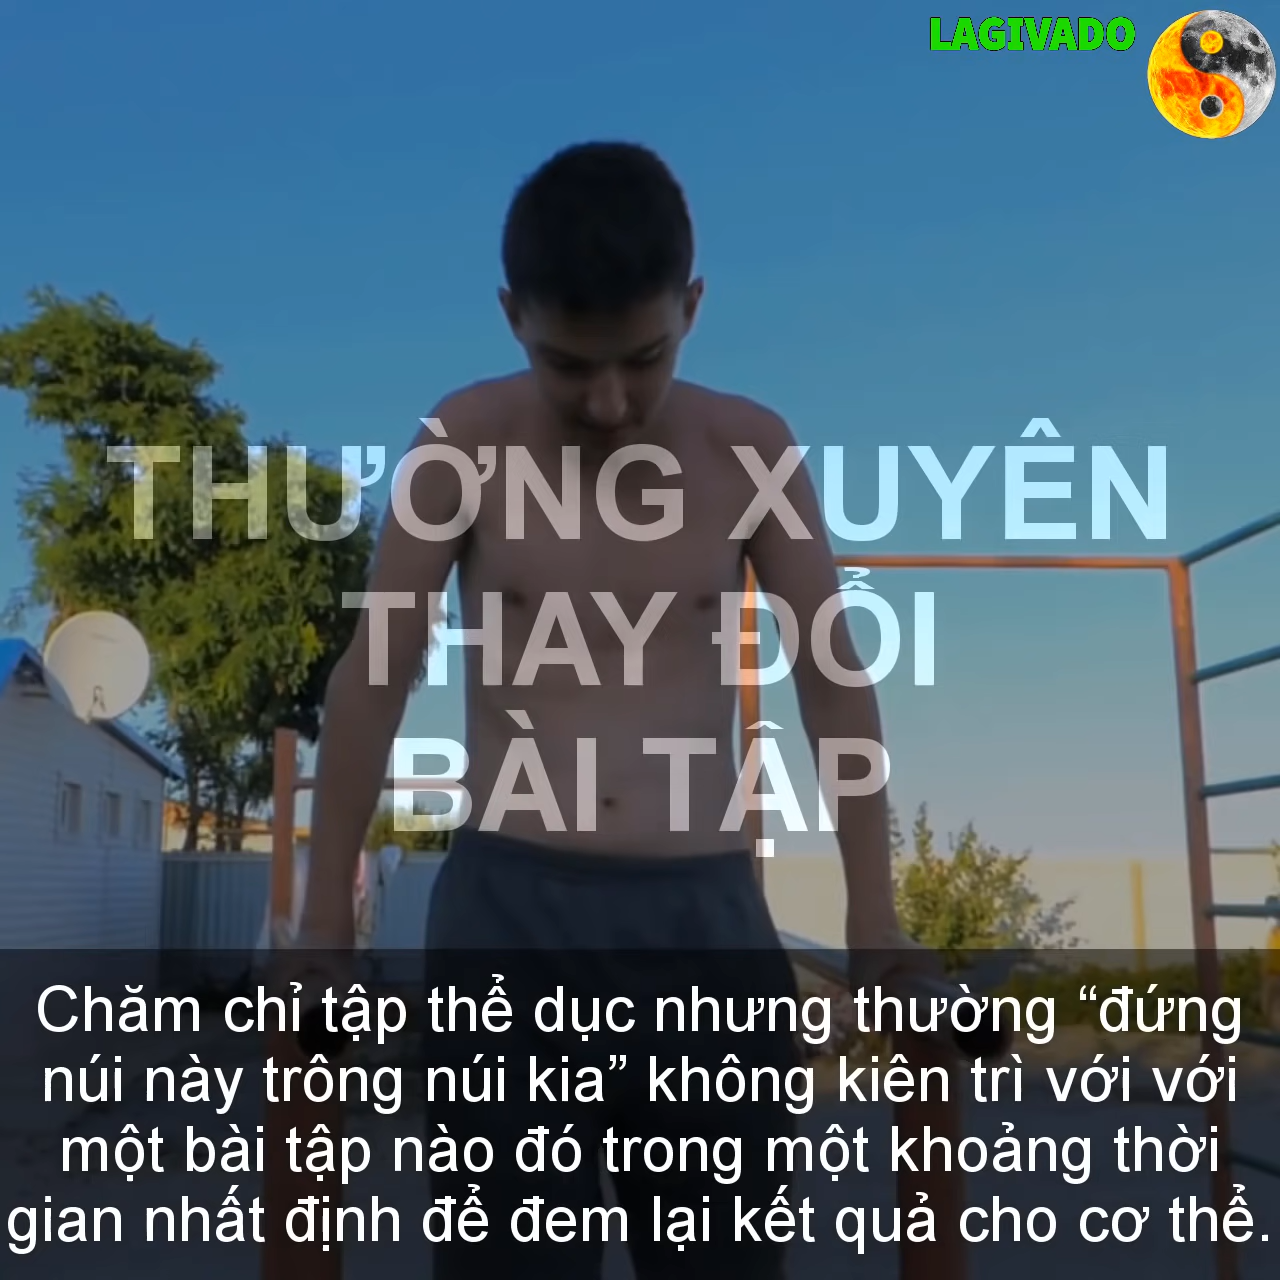 LAGIVADO
THƯỜNG XUYÊN
THAY ĐỔI
BÀI TẬP
Chăm chỉ tập thể dục nhưng thường “đứng
núi này trông núi kia” không kiên trì với với
một bài tập nào đó trong một khoảng thời
gian nhất định để đem lại kết quả cho cơ thể.